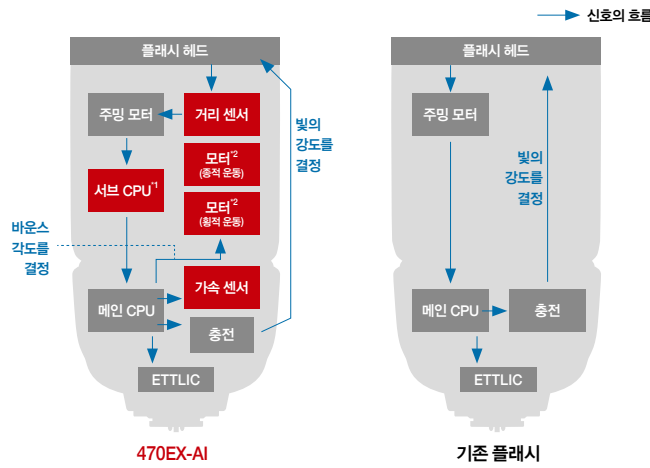 신호의 흐름
플래시 헤드
주밍 모터
거리 센서
모터*2
(종적 운동)
서브 CPU*1
모터*2
(횡적 운동)
빛의
강도를
결정
바운스
각도를
결정
가속 센서
메인 CPU
충전
ETTLIC
470EX-AI
플래시 헤드
주밍 모터
빛의
강도를
결정
메인 CPU
충전
ETTLIC
기존 플래시